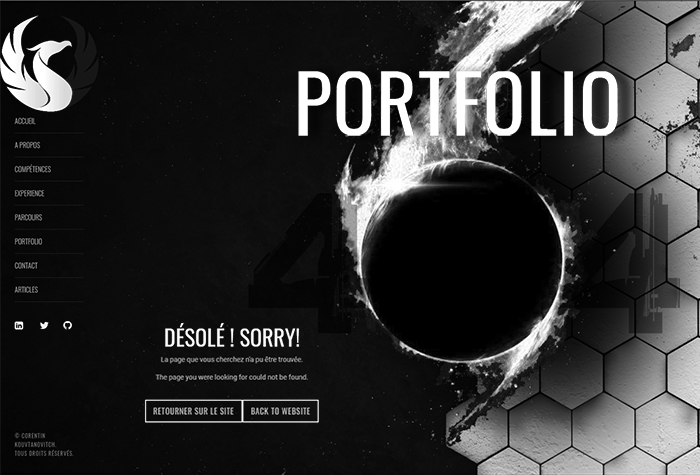 ACCUEIL
A PROPOS
COMPÉTENCES
EXPERIENCE
PARCOURS
PORTFOLIO
CONTACT
ARTICLES
© CORENTIN
KOUVTANOVITCH.
TOUS DROITS RÉSERVÉS.
PORTFOLIO
4 4
DÉSOLÉ ! SORRY!
La page que vous cherchez n'a pu être trouvée.
The page you were looking for could not be found.
RETOURNER SUR LE SITE
BACK TO WEBSITE